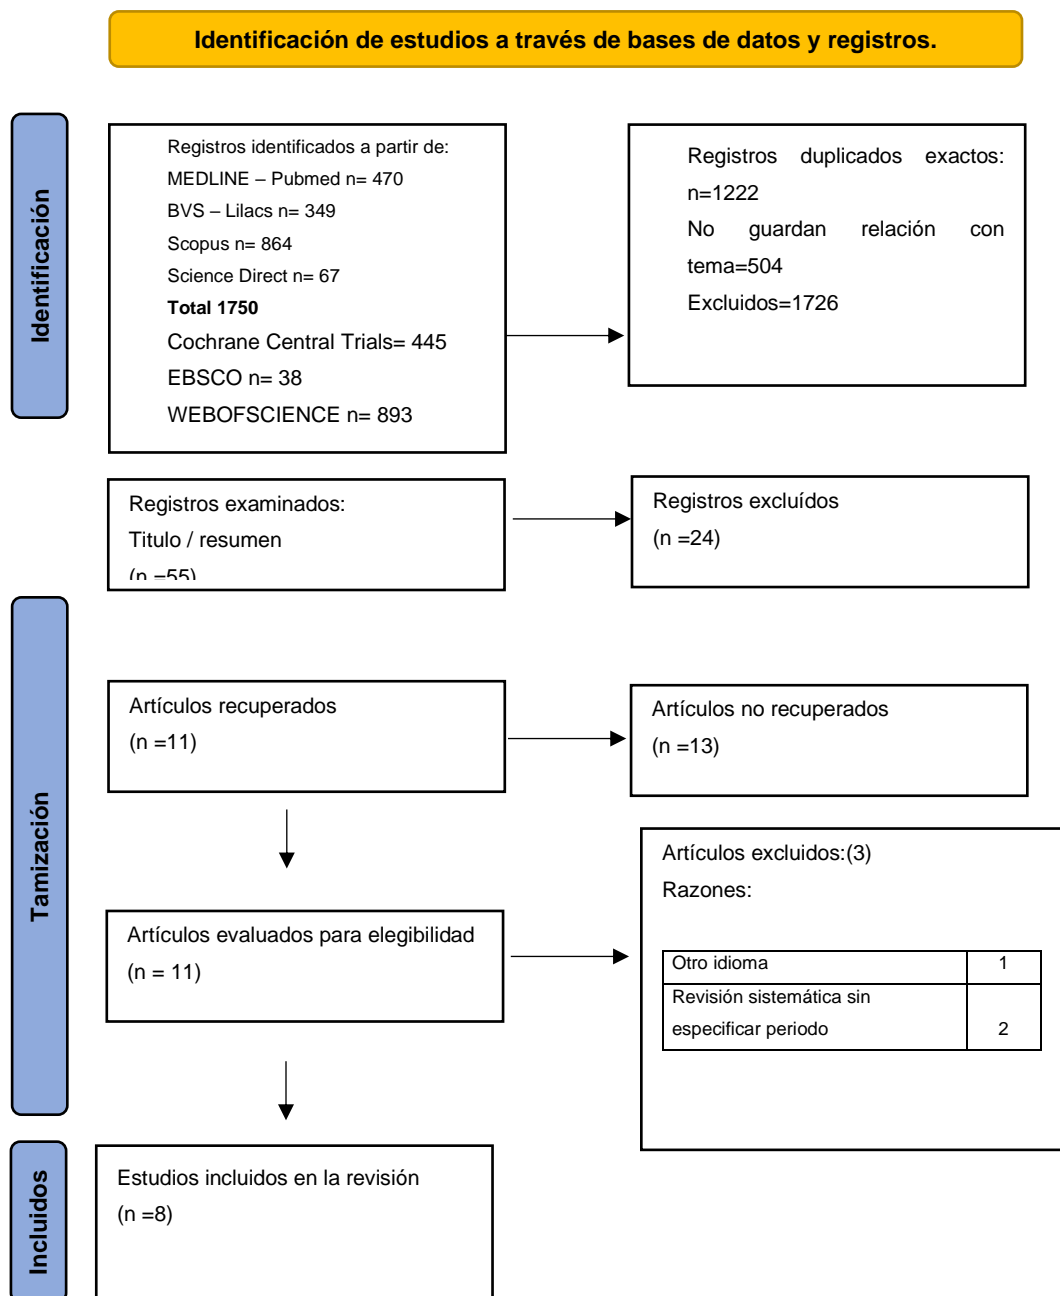 Identificación de estudios a través de bases de datos y registros.
Identificación
Registros identificados a partir de:
MEDLINE – Pubmed n= 470
BVS – Lilacs n= 349
Scopus n= 864
Science Direct n= 67
Total 1750
Cochrane Central Trials= 445
EBSCO n= 38
WEBOFSCIENCE n= 893
Registros duplicados exactos:
n=1222
No guardan relación con
tema=504
Excluidos=1726
Registros examinados:
Titulo / resumen
(n =55)
Registros excluídos
(n =24)
Tamización
Artículos recuperados
(n =11)
Artículos no recuperados
(n =13)
Artículos evaluados para elegibilidad
(n = 11)
Artículos excluidos:(3)
Razones:
Otro idioma 1
Revisión sistemática sin
especificar periodo 2
Incluidos
Estudios incluidos en la revisión
(n =8)